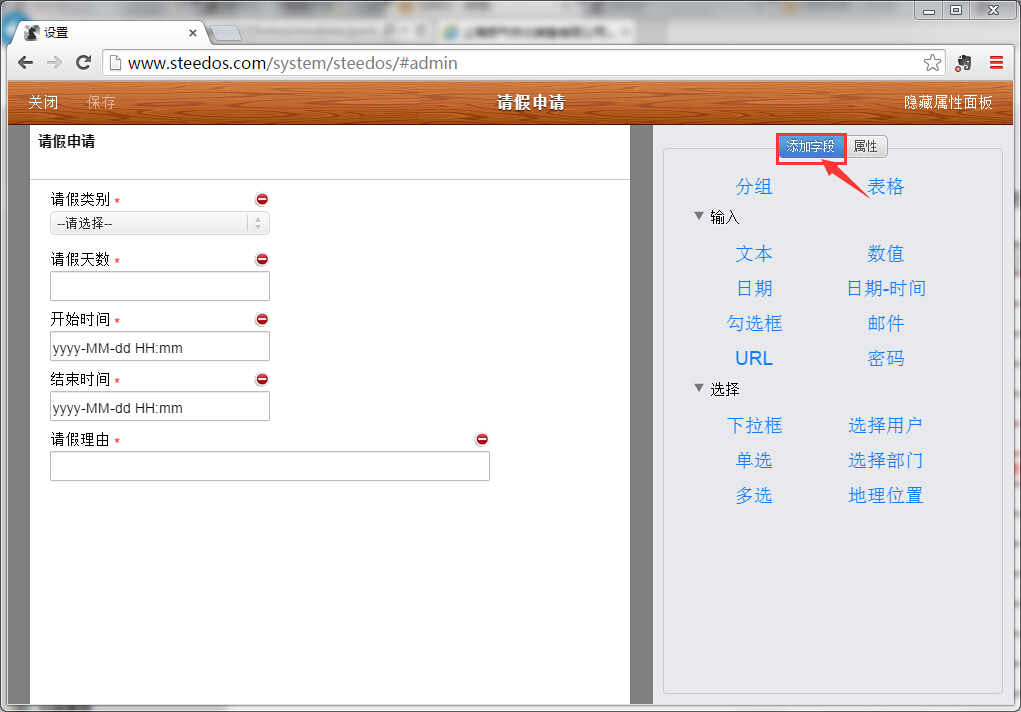 设置
www.steedos.com/system/steedos/#admin
关闭 保存 请假申请 隐藏属性面板
请假申请
请假类别 *
--请选择--
请假天数 *
开始时间 *
yyyy-MM-dd HH:mm
结束时间 *
yyyy-MM-dd HH:mm
请假理由 *
添加字段 属性
分组 表格
输入
文本 数值
日期 日期-时间
勾选框 邮件
URL 密码
选择
下拉框 选择用户
单选 选择部门
多选 地理位置